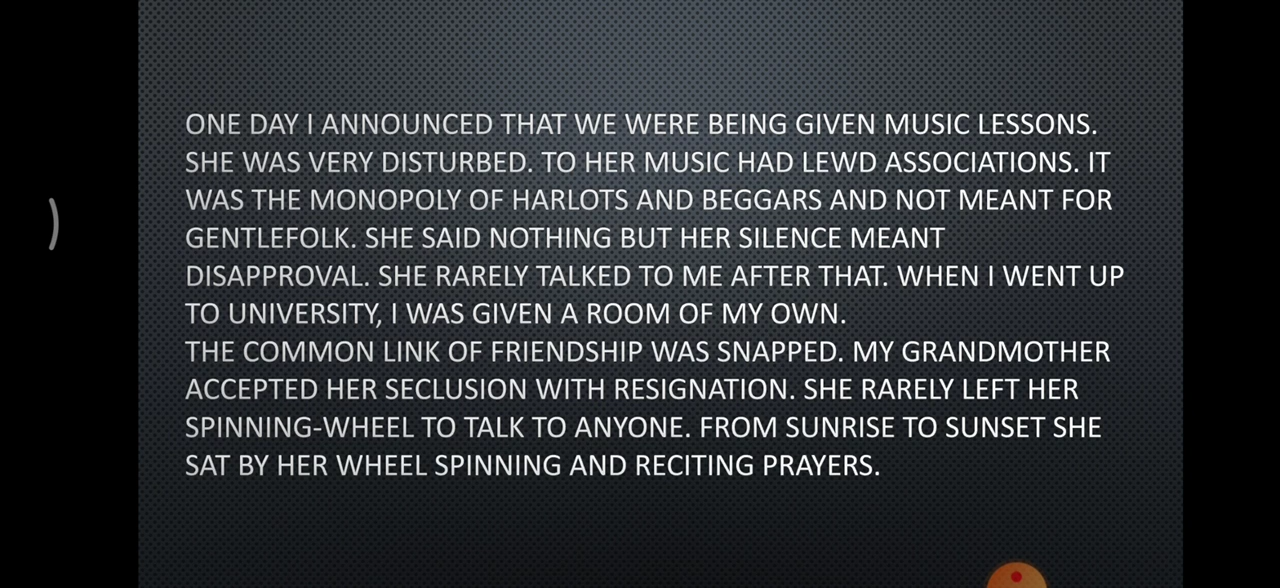 ONE DAY I ANNOUNCED THAT WE WERE BEING GIVEN MUSIC LESSONS.
SHE WAS VERY DISTURBED. TO HER MUSIC HAD LEWD ASSOCIATIONS. IT
WAS THE MONOPOLY OF HARLOTS AND BEGGARS AND NOT MEANT FOR
GENTLEFOLK. SHE SAID NOTHING BUT HER SILENCE MEANT
DISAPPROVAL. SHE RARELY TALKED TO ME AFTER THAT. WHEN I WENT UP
TO UNIVERSITY, I WAS GIVEN A ROOM OF MY OWN.
THE COMMON LINK OF FRIENDSHIP WAS SNAPPED. MY GRANDMOTHER
ACCEPTED HER SECLUSION WITH RESIGNATION. SHE RARELY LEFT HER
SPINNING-WHEEL TO TALK TO ANYONE. FROM SUNRISE TO SUNSET SHE
SAT BY HER WHEEL SPINNING AND RECITING PRAYERS.